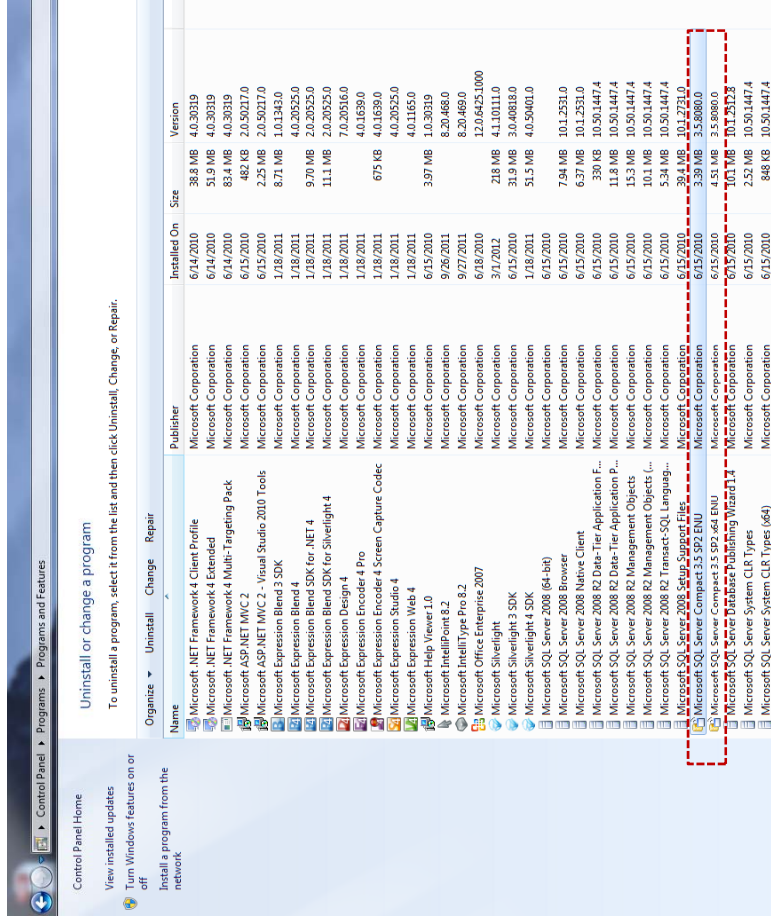 Control Panel ▸ Programs ▸ Programs and Features
Control Panel Home
View installed updates
Turn Windows features on or
off
Install a program from the
network
Uninstall or change a program
To uninstall a program, select it from the list and then click Uninstall, Change, or Repair.
Organize Uninstall Change Repair
Name Publisher Installed On Size Version
Microsoft .NET Framework 4 Client Profile Microsoft Corporation 6/14/2010 38.8 MB 4.0.30319
Microsoft .NET Framework 4 Extended Microsoft Corporation 6/14/2010 51.9 MB 4.0.30319
Microsoft .NET Framework 4 Multi-Targeting Pack Microsoft Corporation 6/14/2010 83.4 MB 4.0.30319
Microsoft ASP.NET MVC 2 Microsoft Corporation 6/15/2010 482 KB 2.0.50217.0
Microsoft ASP.NET MVC 2 - Visual Studio 2010 Tools Microsoft Corporation 6/15/2010 2.25 MB 2.0.50217.0
Microsoft Expression Blend 3 SDK Microsoft Corporation 1/18/2011 8.71 MB 1.0.1343.0
Microsoft Expression Blend 4 Microsoft Corporation 1/18/2011 4.0.20525.0
Microsoft Expression Blend SDK for .NET 4 Microsoft Corporation 1/18/2011 9.70 MB 2.0.20525.0
Microsoft Expression Blend SDK for Silverlight 4 Microsoft Corporation 1/18/2011 11.1 MB 2.0.20525.0
Microsoft Expression Design 4 Microsoft Corporation 1/18/2011 7.0.20516.0
Microsoft Expression Encoder 4 Pro Microsoft Corporation 1/18/2011 4.0.1639.0
Microsoft Expression Encoder 4 Screen Capture Codec Microsoft Corporation 1/18/2011 675 KB 4.0.1639.0
Microsoft Expression Studio 4 Microsoft Corporation 1/18/2011 4.0.20525.0
Microsoft Expression Web 4 Microsoft Corporation 1/18/2011 4.0.1165.0
Microsoft Help Viewer 1.0 Microsoft Corporation 6/15/2010 3.97 MB 1.0.30319
Microsoft IntelliPoint 8.2 Microsoft Corporation 9/26/2011 8.20.468.0
Microsoft IntelliType Pro 8.2 Microsoft Corporation 9/27/2011 8.20.469.0
Microsoft Office Enterprise 2007 Microsoft Corporation 6/18/2010 12.0.6425.1000
Microsoft Silverlight Microsoft Corporation 3/1/2012 218 MB 4.1.10111.0
Microsoft Silverlight 3 SDK Microsoft Corporation 6/15/2010 31.9 MB 3.0.40818.0
Microsoft Silverlight 4 SDK Microsoft Corporation 1/18/2011 51.5 MB 4.0.50401.0
Microsoft SQL Server 2008 (64-bit) Microsoft Corporation 6/15/2010
Microsoft SQL Server 2008 Browser Microsoft Corporation 6/15/2010 7.94 MB 10.1.2531.0
Microsoft SQL Server 2008 Native Client Microsoft Corporation 6/15/2010 6.37 MB 10.1.2531.0
Microsoft SQL Server 2008 R2 Data-Tier Application F... Microsoft Corporation 6/15/2010 330 KB 10.50.1447.4
Microsoft SQL Server 2008 R2 Data-Tier Application P... Microsoft Corporation 6/15/2010 11.8 MB 10.50.1447.4
Microsoft SQL Server 2008 R2 Management Objects Microsoft Corporation 6/15/2010 15.3 MB 10.50.1447.4
Microsoft SQL Server 2008 R2 Management Objects (... Microsoft Corporation 6/15/2010 10.1 MB 10.50.1447.4
Microsoft SQL Server 2008 R2 Transact-SQL Languag... Microsoft Corporation 6/15/2010 5.34 MB 10.50.1447.4
Microsoft SQL Server 2008 Setup Support Files Microsoft Corporation 6/15/2010 39.4 MB 10.1.2731.0
Microsoft SQL Server Compact 3.5 SP2 ENU Microsoft Corporation 6/15/2010 3.39 MB 3.5.8080.0
Microsoft SQL Server Compact 3.5 SP2 x64 ENU Microsoft Corporation 6/15/2010 4.51 MB 3.5.8080.0
Microsoft SQL Server Database Publishing Wizard 1.4 Microsoft Corporation 6/15/2010 10.1 MB 10.1.2512.8
Microsoft SQL Server System CLR Types Microsoft Corporation 6/15/2010 2.52 MB 10.50.1447.4
Microsoft SQL Server System CLR Types (x64) Microsoft Corporation 6/15/2010 848 KB 10.50.1447.4